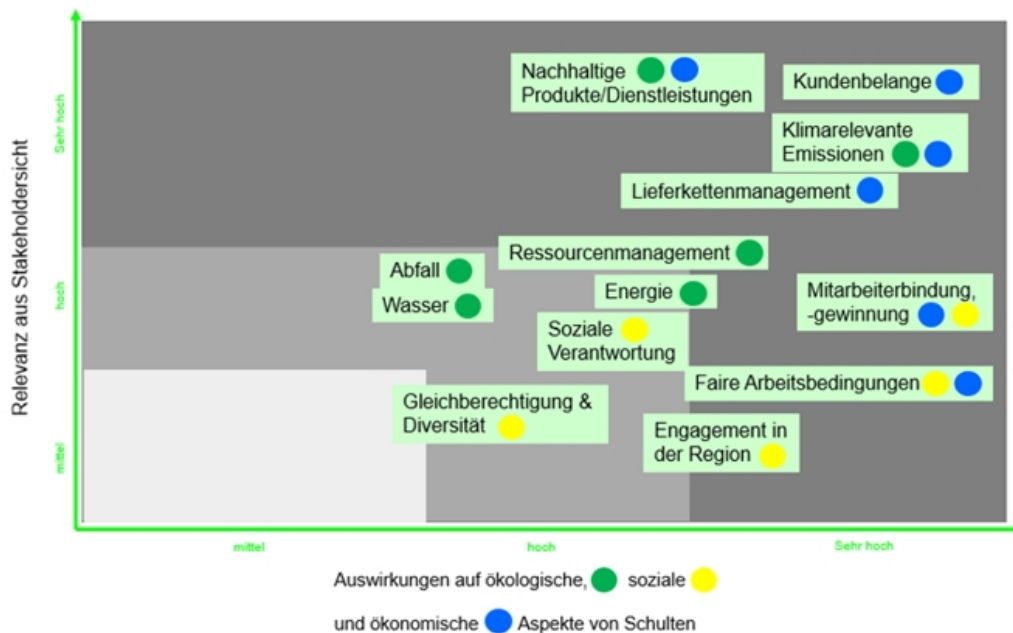 Relevanz aus Stakeholdersicht
Sehr hoch
hoch
mittel
Nachhaltige
Produkte/Dienstleistungen
Kundenbelange
Klimarelevante
Emissionen
Lieferkettenmanagement
Ressourcenmanagement
Abfall
Wasser
Energie
Mitarbeiterbindung,
-gewinnung
Soziale
Verantwortung
Faire Arbeitsbedingungen
Gleichberechtigung &
Diversität
Engagement in
der Region
mittel
hoch
Sehr hoch
Auswirkungen auf ökologische, soziale
und ökonomische Aspekte von Schulten